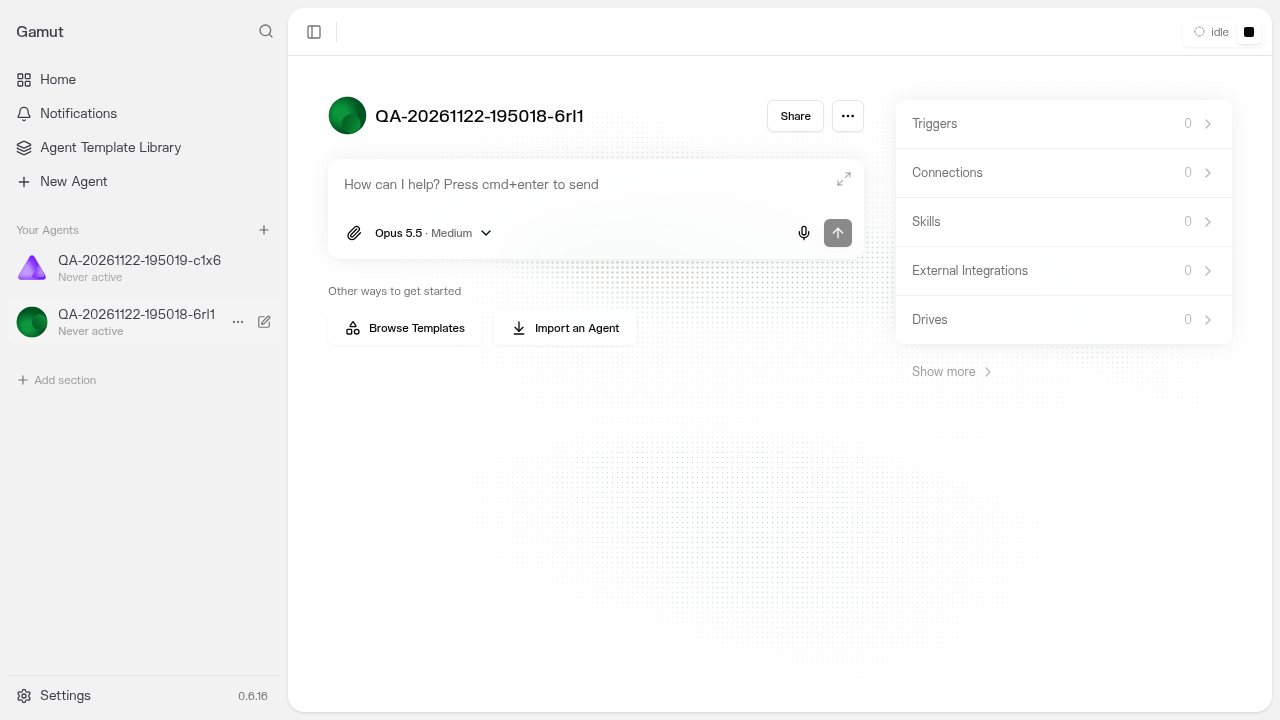 Gamut
Home
Notifications
Agent Template Library
New Agent
Your Agents
QA-20261122-195019-c1x6
Never active
QA-20261122-195018-6rl1
Never active
Add section
Settings
0.6.16
idle
QA-20261122-195018-6rl1
Share
How can I help? Press cmd+enter to send
Opus 5.5 · Medium
Other ways to get started
Browse Templates
Import an Agent
Triggers 0
Connections 0
Skills 0
External Integrations 0
Drives 0
Show more